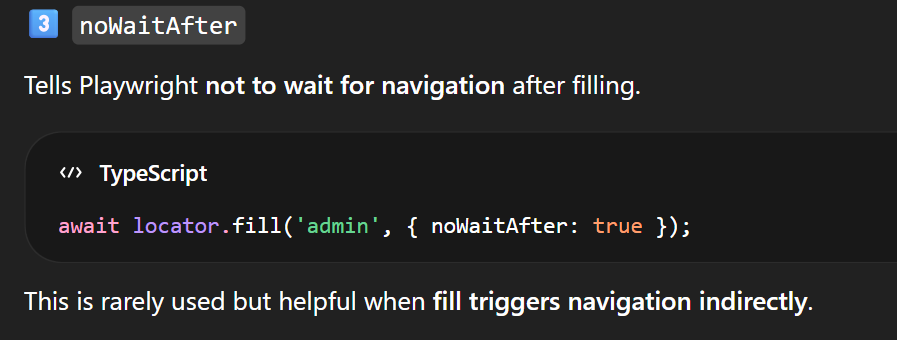 3 noWaitAfter
Tells Playwright not to wait for navigation after filling.
</> TypeScript
await locator.fill('admin', { noWaitAfter: true });
This is rarely used but helpful when fill triggers navigation indirectly.